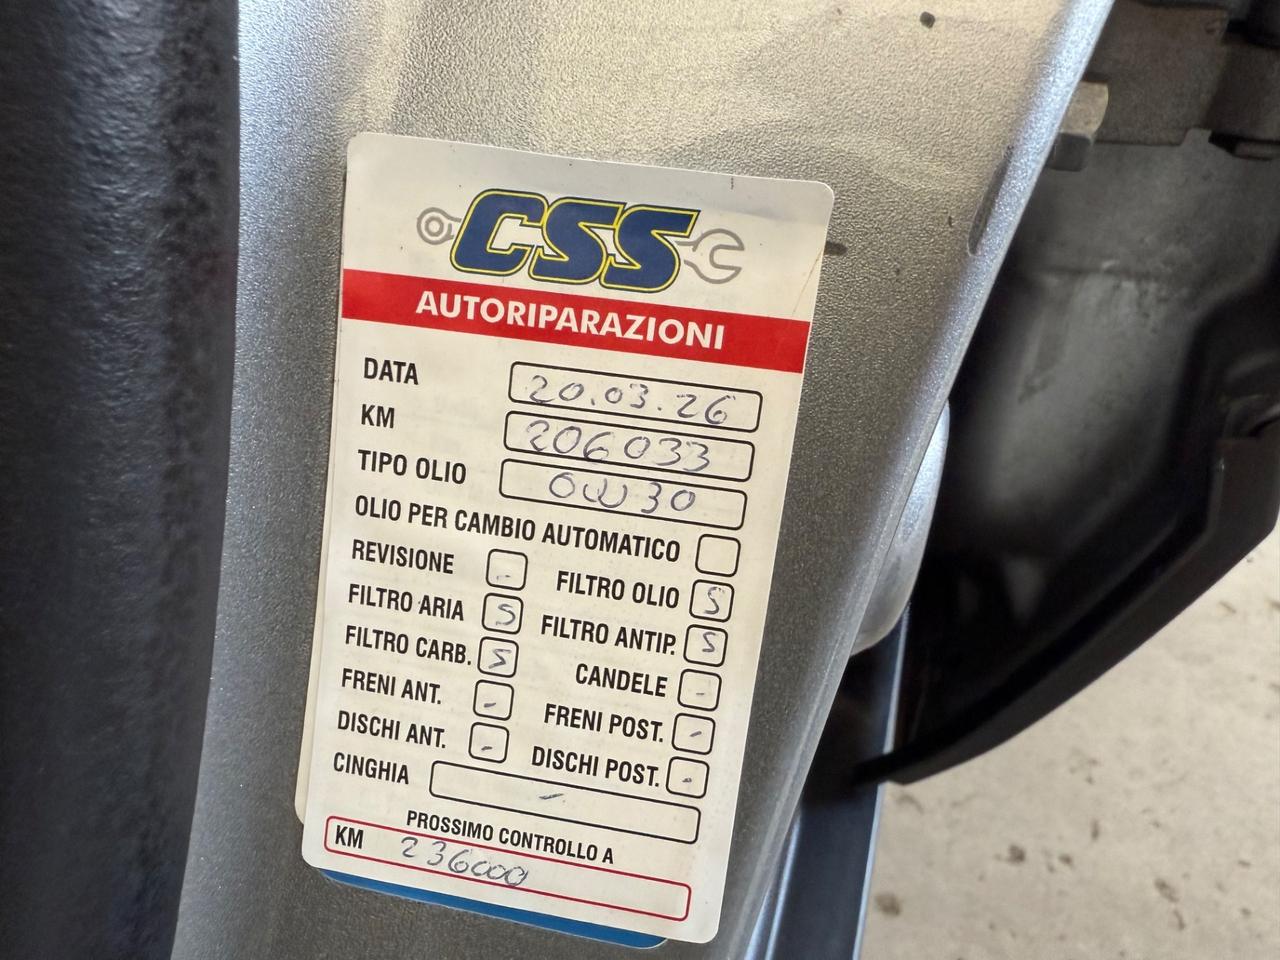 CSS
AUTORIPARAZIONI
DATA 20.03.26
KM 206033
TIPO OLIO 0W30
OLIO PER CAMBIO AUTOMATICO
REVISIONE - FILTRO OLIO S
FILTRO ARIA S FILTRO ANTIP. S
FILTRO CARB. S CANDELE -
FRENI ANT. - FRENI POST. -
DISCHI ANT. - DISCHI POST. -
CINGHIA -
PROSSIMO CONTROLLO A
KM 236000